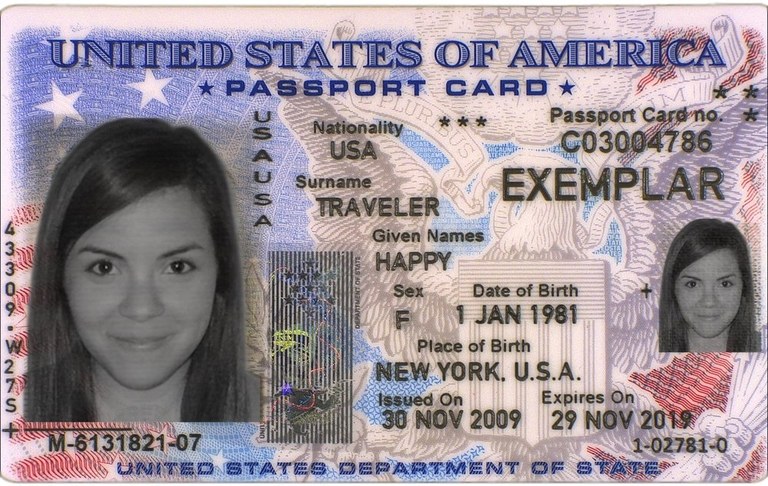 UNITED STATES OF AMERICA
★ PASSPORT CARD ★
USAUSA
Nationality
USA
***
Passport Card no.
C03004786
EXEMPLAR
Surname
TRAVELER
Given Names
HAPPY
Sex
F
Date of Birth
1 JAN 1981
Place of Birth
NEW YORK, U.S.A.
Issued On
30 NOV 2009
Expires On
29 NOV 2019
43309·W27S
M-6131821-07
1-02781-0
UNITED STATES DEPARTMENT OF STATE